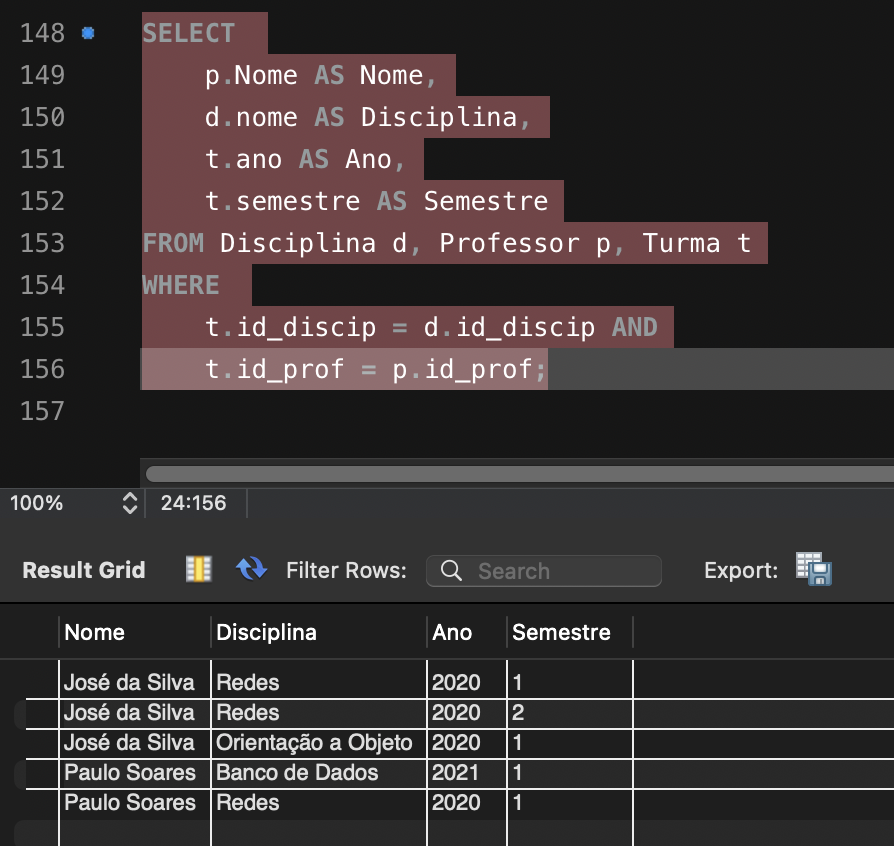 148 SELECT
149 p.Nome AS Nome,
150 d.nome AS Disciplina,
151 t.ano AS Ano,
152 t.semestre AS Semestre
153 FROM Disciplina d, Professor p, Turma t
154 WHERE
155 t.id_discip = d.id_discip AND
156 t.id_prof = p.id_prof;
157
100% 24:156
Result Grid Filter Rows: Search Export:
Nome Disciplina Ano Semestre
José da Silva Redes 2020 1
José da Silva Redes 2020 2
José da Silva Orientação a Objeto 2020 1
Paulo Soares Banco de Dados 2021 1
Paulo Soares Redes 2020 1